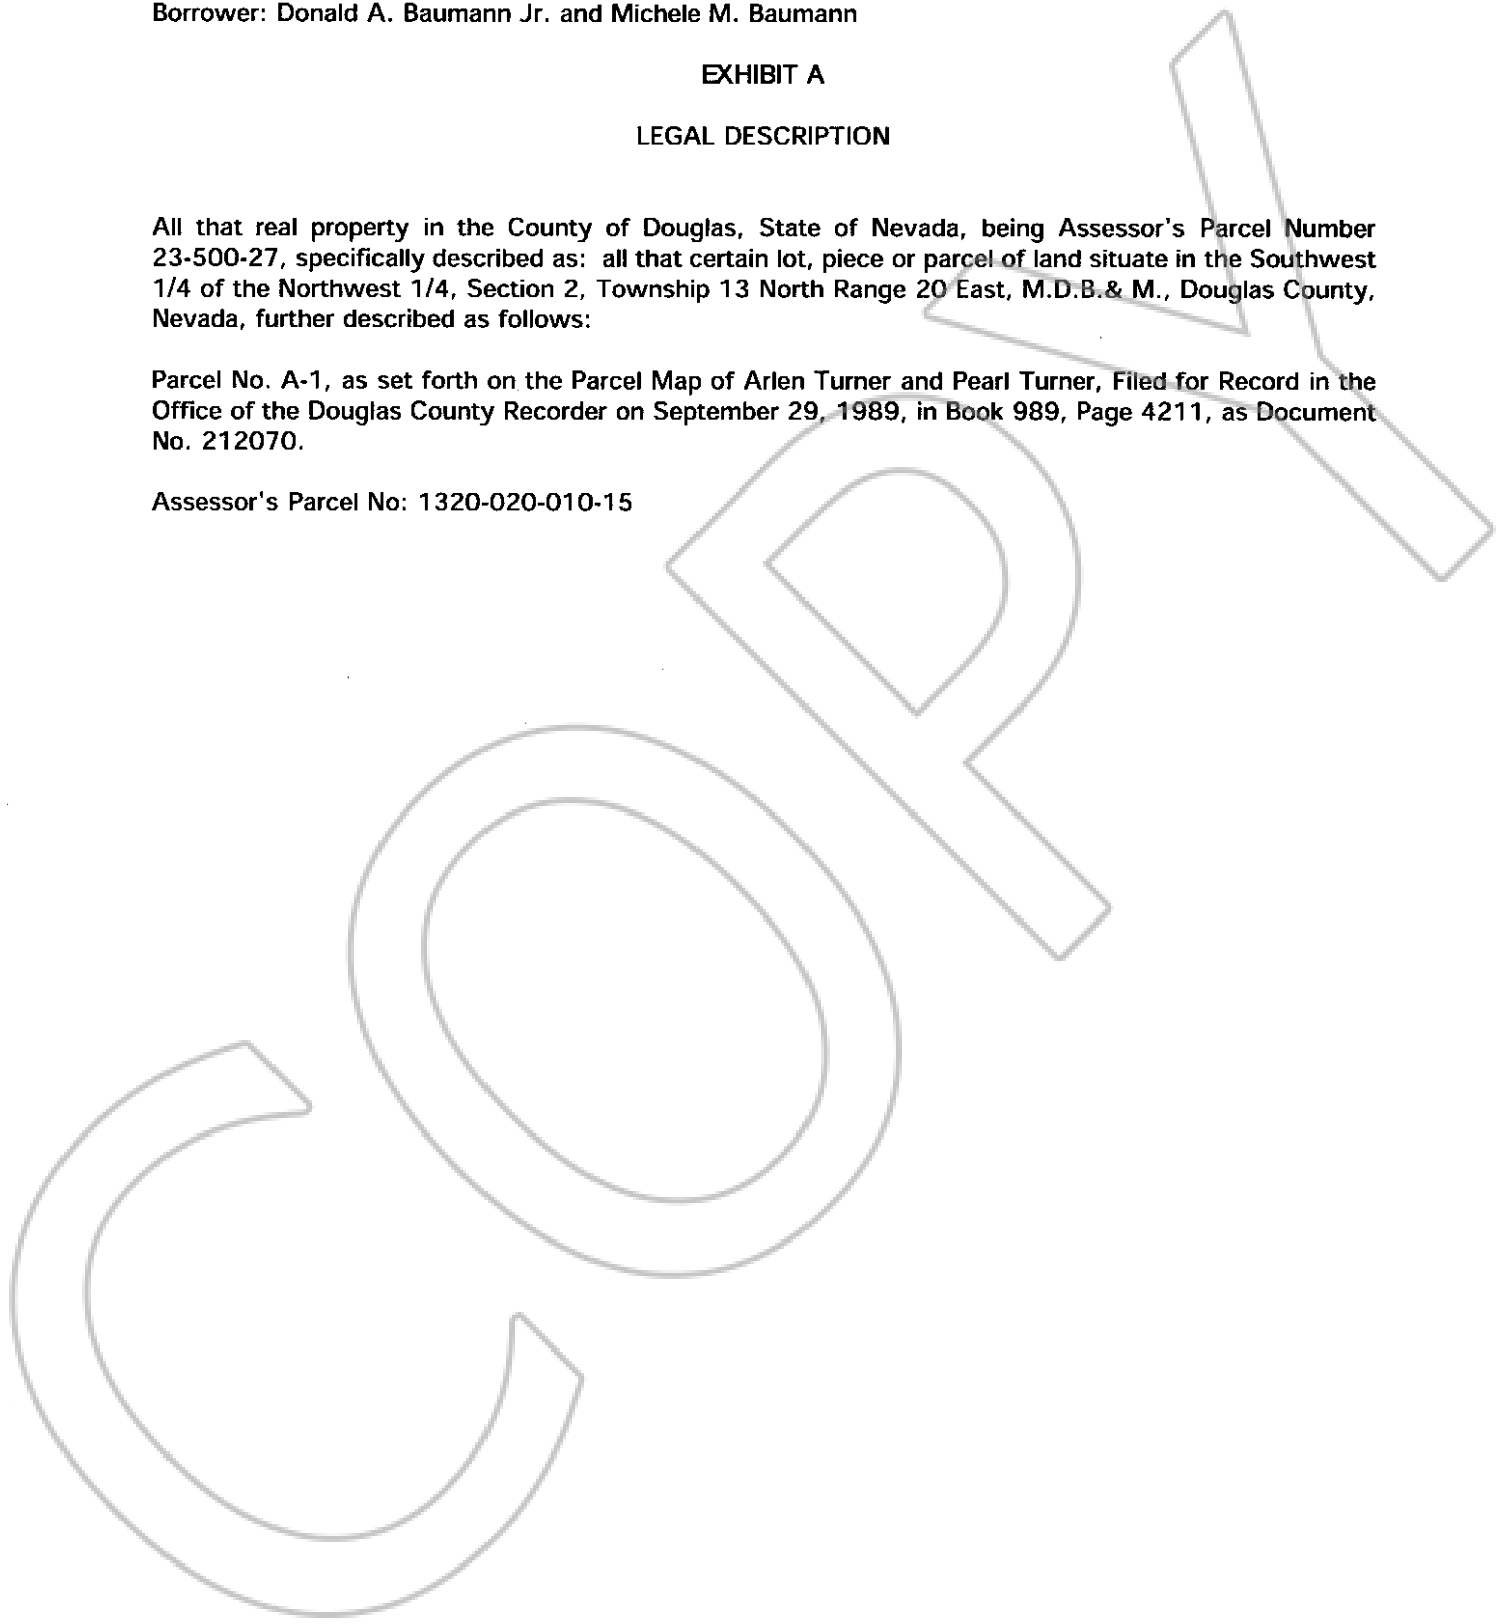 Borrower: Donald A. Baumann Jr. and Michele M. Baumann
EXHIBIT A
LEGAL DESCRIPTION
All that real property in the County of Douglas, State of Nevada, being Assessor's Parcel Number
23-500-27, specifically described as: all that certain lot, piece or parcel of land situate in the Southwest
1/4 of the Northwest 1/4, Section 2, Township 13 North Range 20 East, M.D.B.& M., Douglas County,
Nevada, further described as follows:
Parcel No. A-1, as set forth on the Parcel Map of Arlen Turner and Pearl Turner, Filed for Record in the
Office of the Douglas County Recorder on September 29, 1989, in Book 989, Page 4211, as Document
No. 212070.
Assessor's Parcel No: 1320-020-010-15
COPY